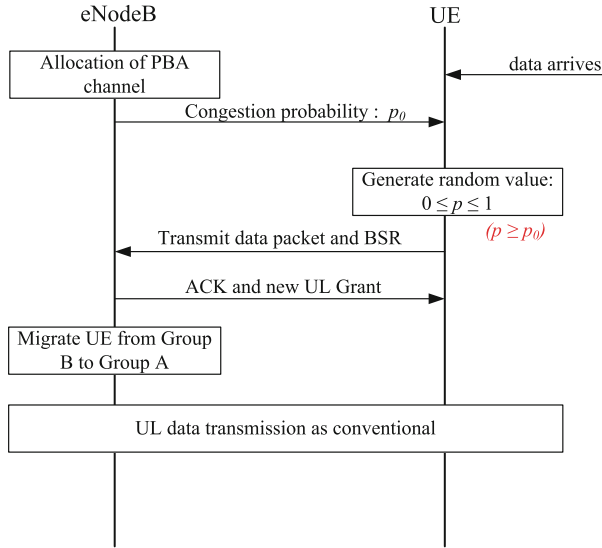 eNodeB
UE
Allocation of PBA
channel
data arrives
Congestion probability : p₀
Generate random value:
0 ≤ p ≤ 1
(p ≥ p₀)
Transmit data packet and BSR
ACK and new UL Grant
Migrate UE from Group
B to Group A
UL data transmission as conventional